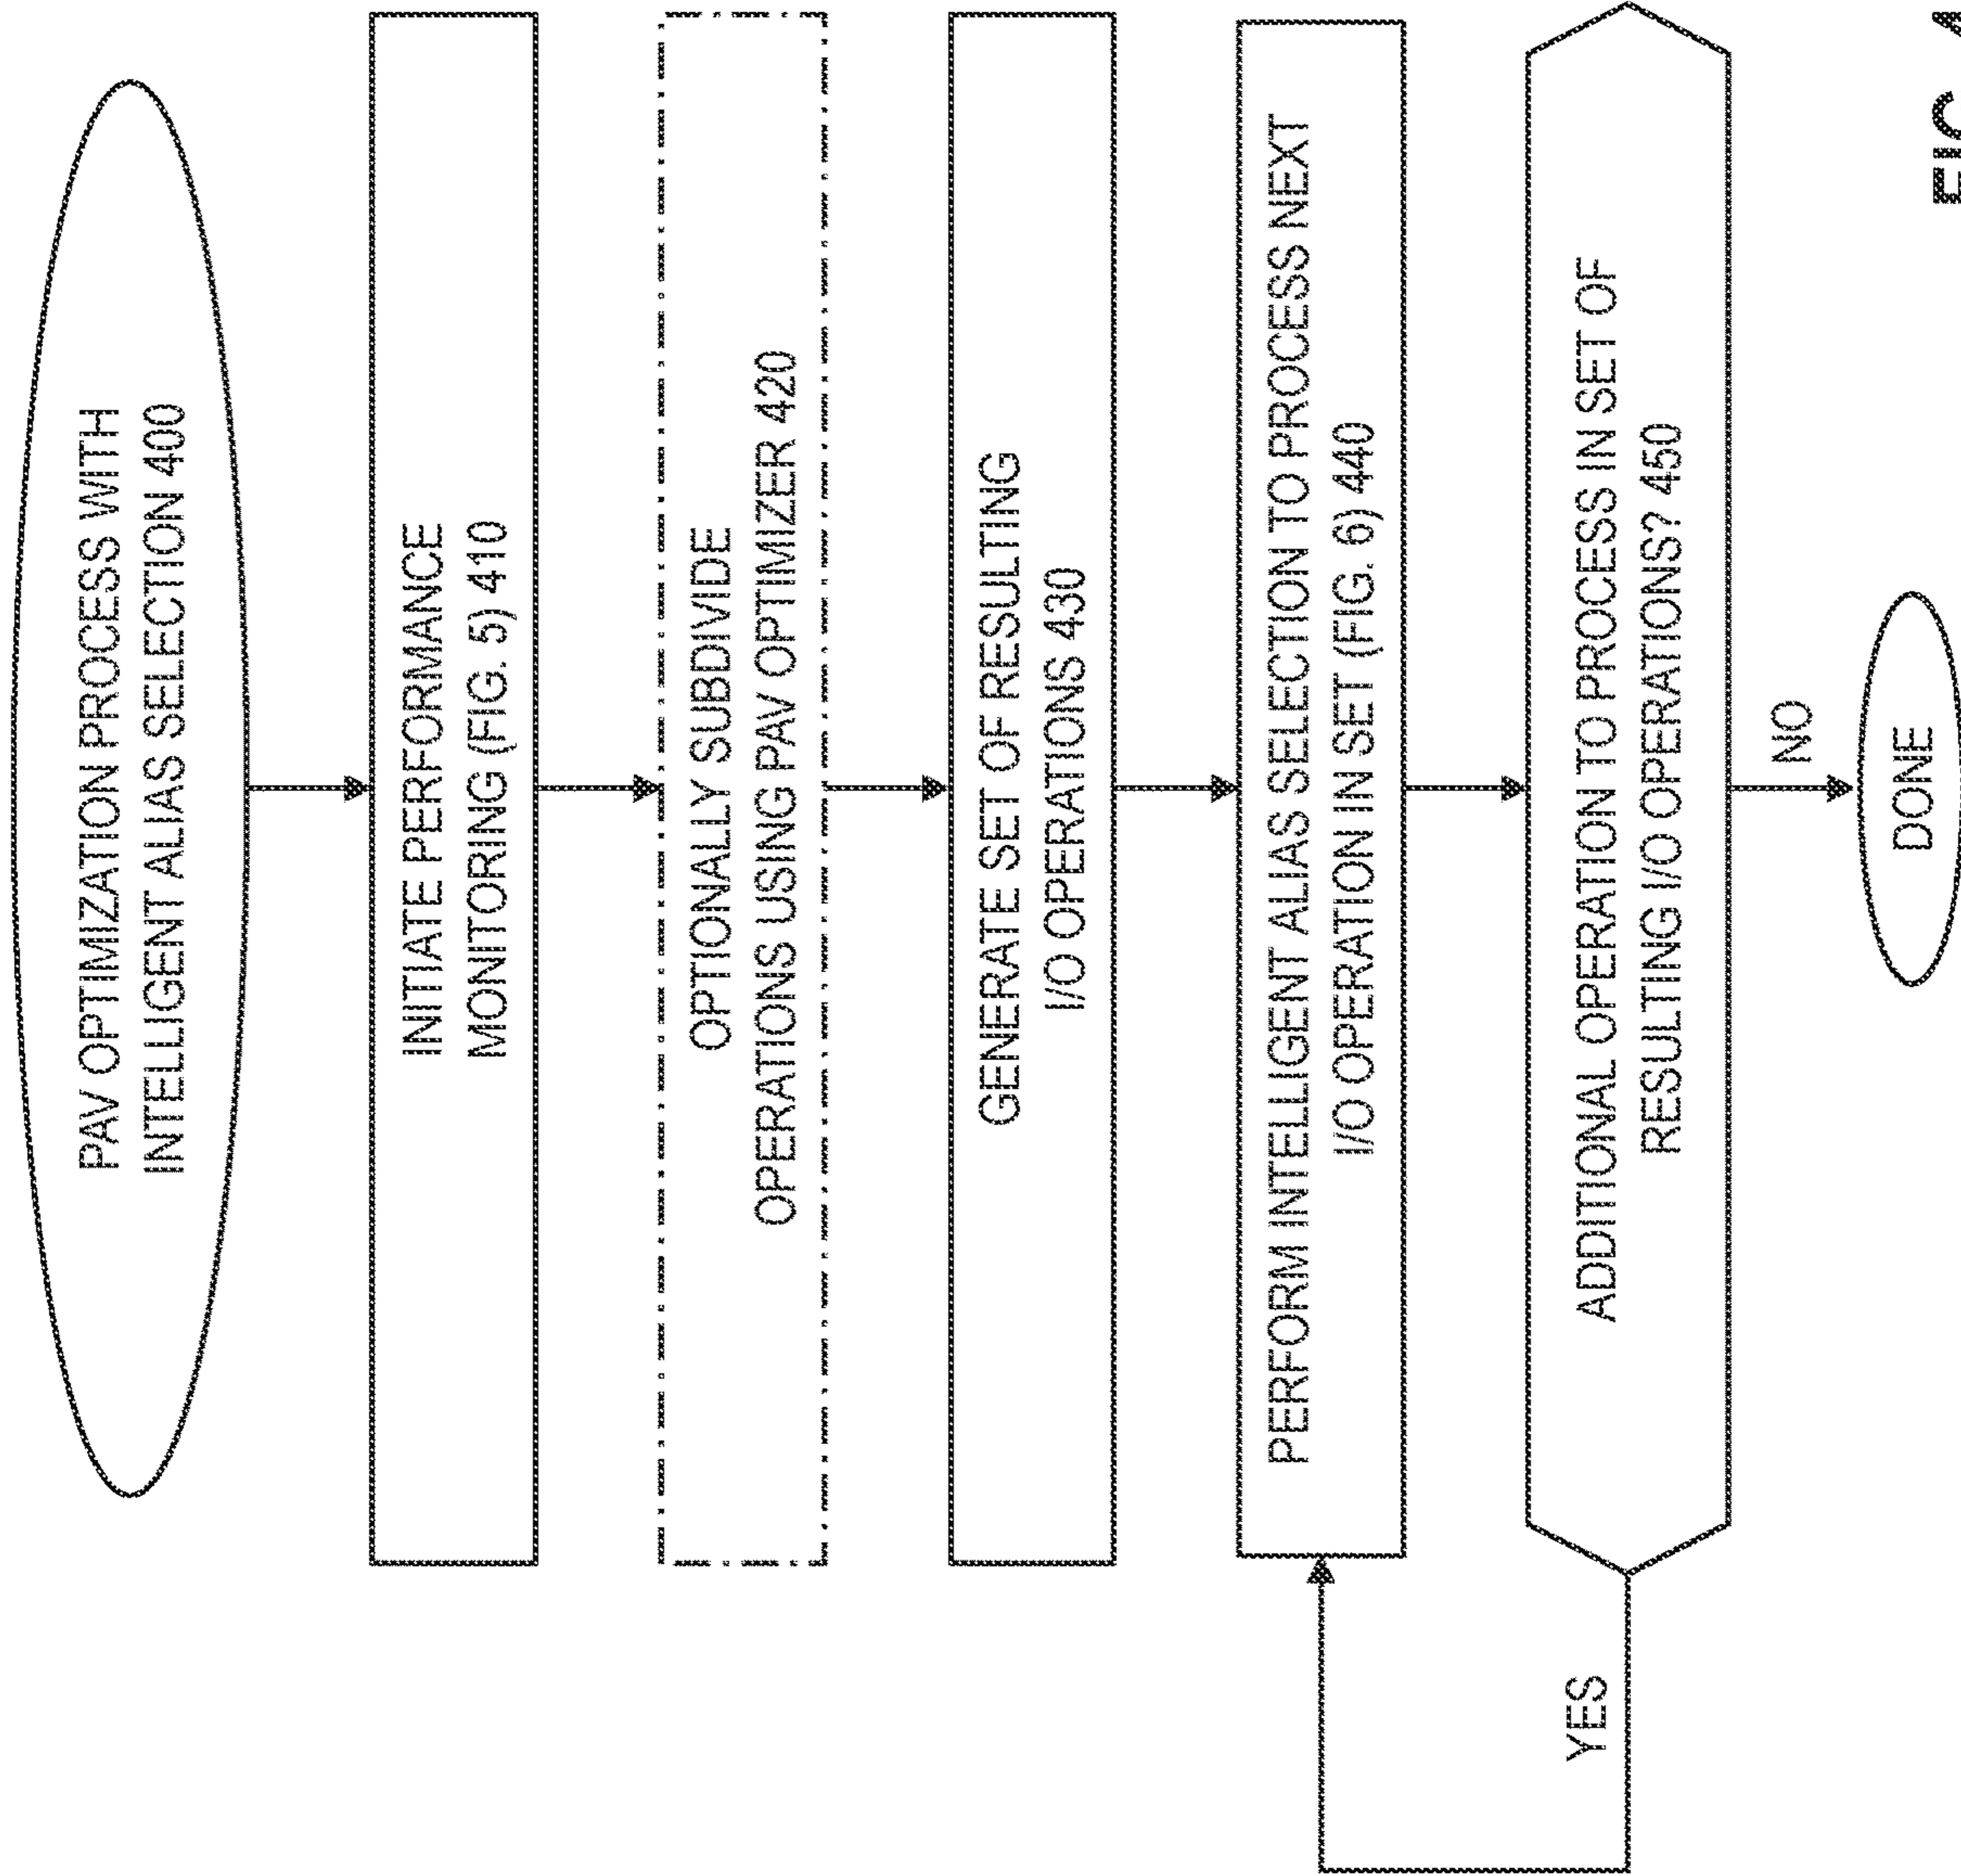 PAV OPTIMIZATION PROCESS WITH
INTELLIGENT ALIAS SELECTION 400
INITIATE PERFORMANCE
MONITORING (FIG. 5) 410
OPTIONALLY SUBDIVIDE
OPERATIONS USING PAV OPTIMIZER 420
GENERATE SET OF RESULTING
I/O OPERATIONS 430
PERFORM INTELLIGENT ALIAS SELECTION TO PROCESS NEXT
I/O OPERATION IN SET (FIG. 6) 440
ADDITIONAL OPERATION TO PROCESS IN SET OF
RESULTING I/O OPERATIONS? 450
YES
NO
DONE